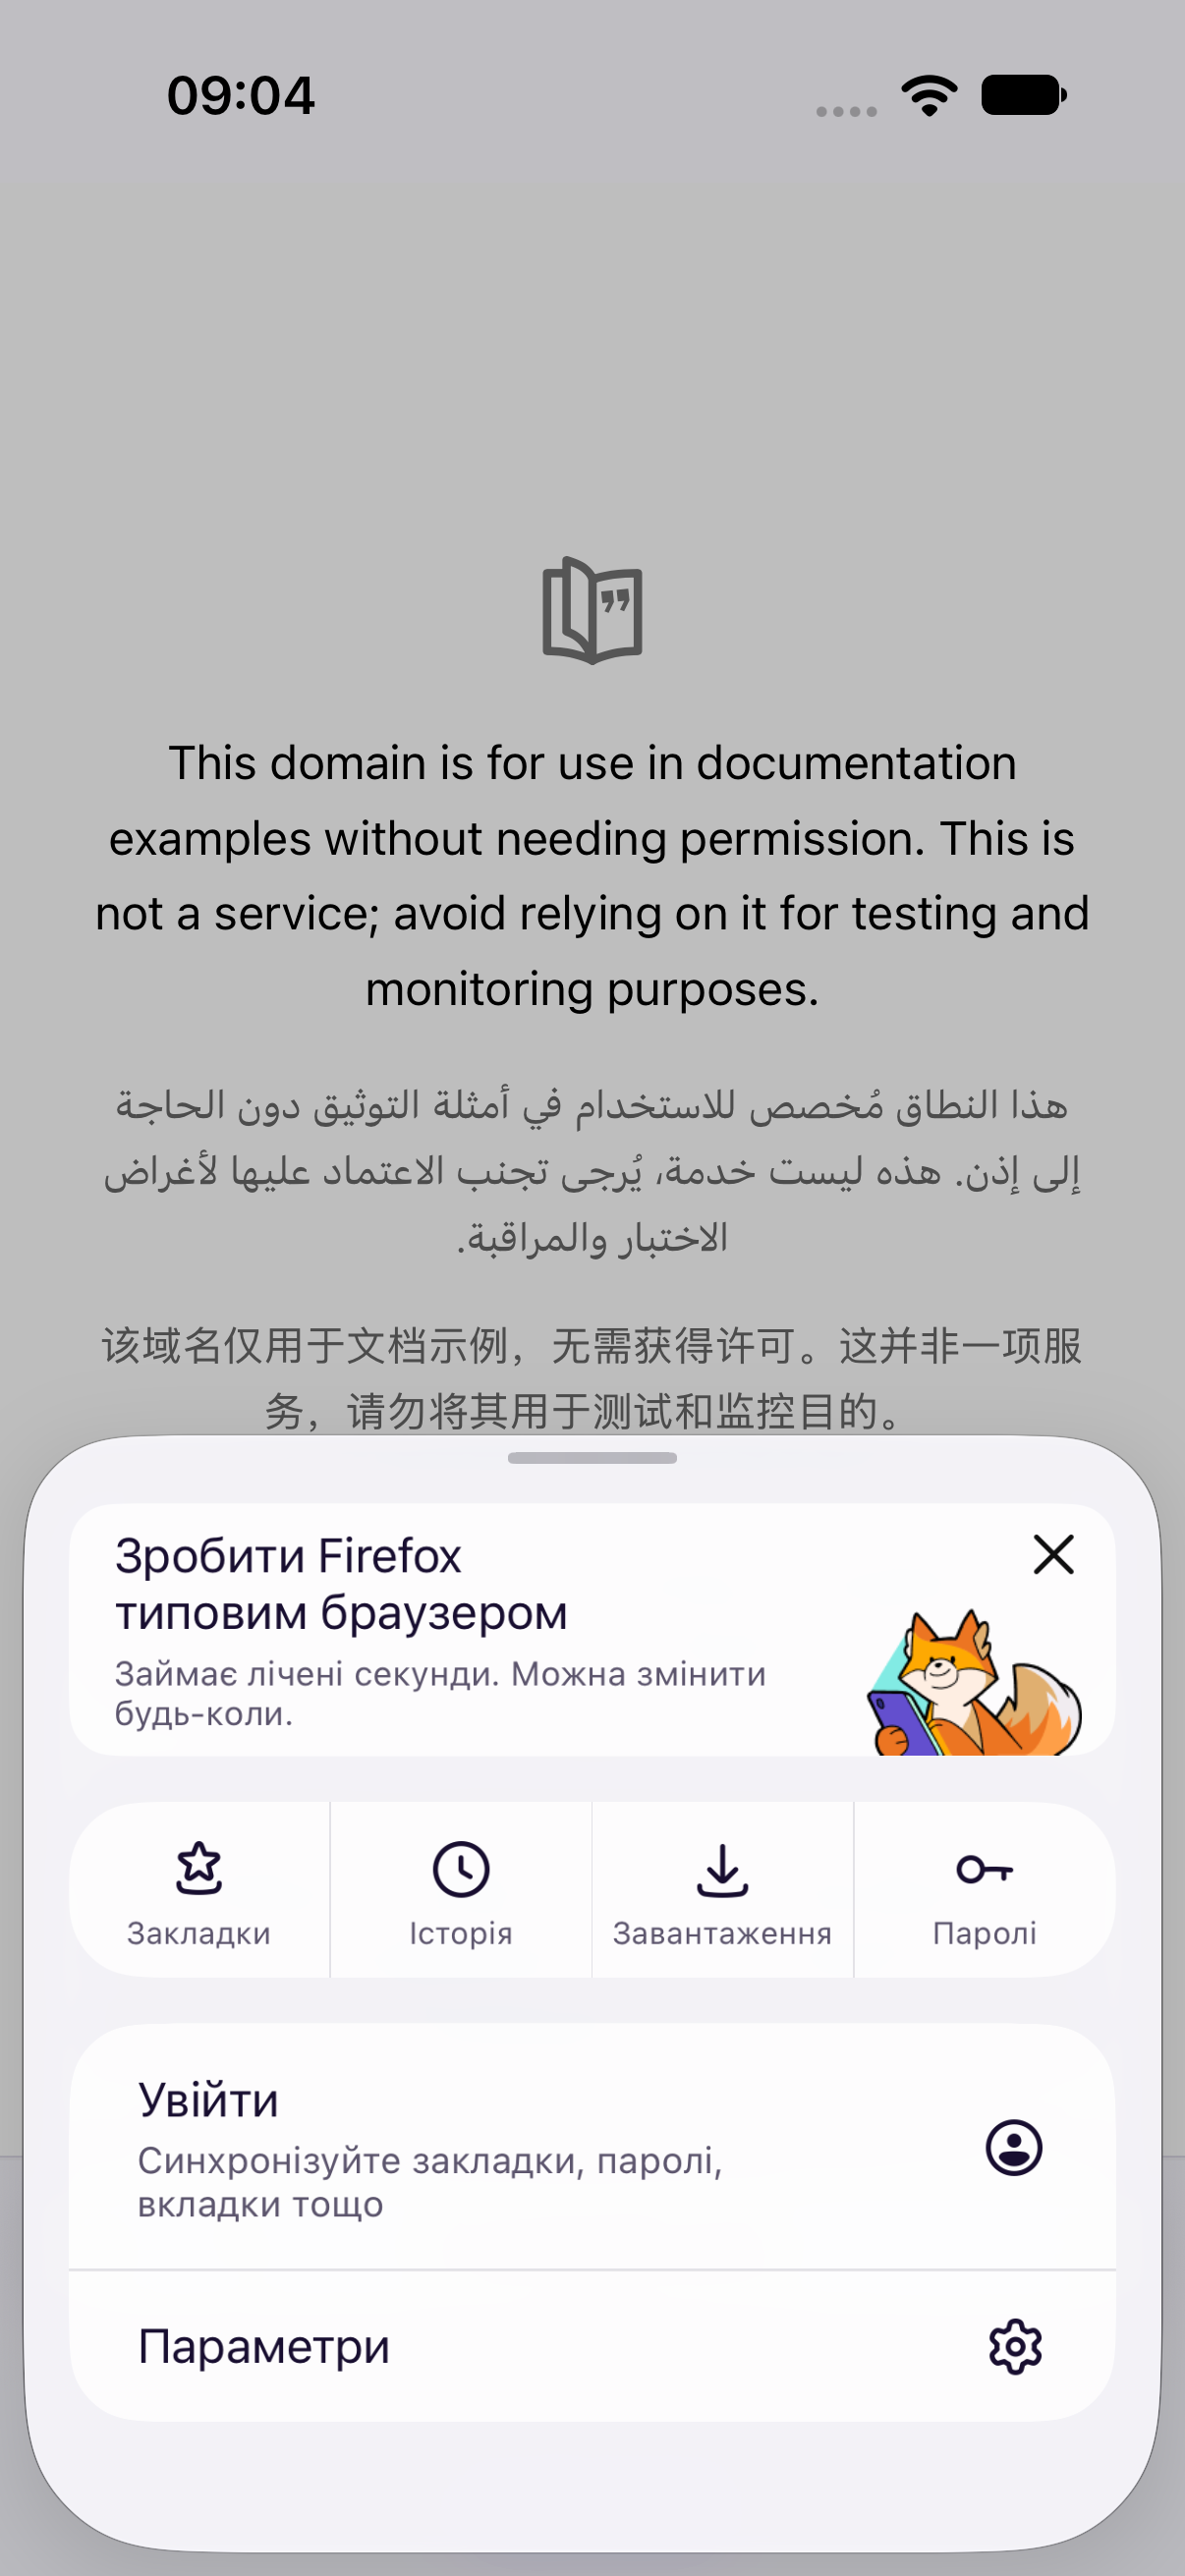 09:04
This domain is for use in documentation
examples without needing permission. This is
not a service; avoid relying on it for testing and
monitoring purposes.
هذا النطاق مُخصص للاستخدام في أمثلة التوثيق دون الحاجة
إلى إذن. هذه ليست خدمة، يُرجى تجنب الاعتماد عليها لأغراض
الاختبار والمراقبة.
该域名仅用于文档示例，无需获得许可。这并非一项服
务，请勿将其用于测试和监控目的。
Зробити Firefox
типовим браузером
Займає лічені секунди. Можна змінити
будь-коли.
Закладки
Історія
Завантаження
Паролі
Увійти
Синхронізуйте закладки, паролі,
вкладки тощо
Параметри